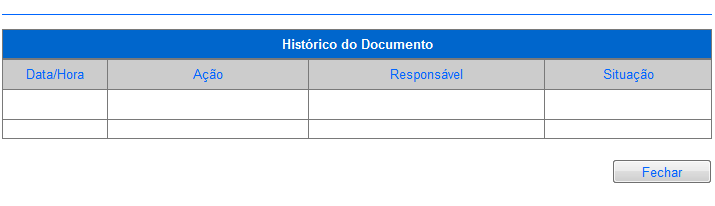 Histórico do Documento
Data/Hora Ação Responsável Situação
Fechar